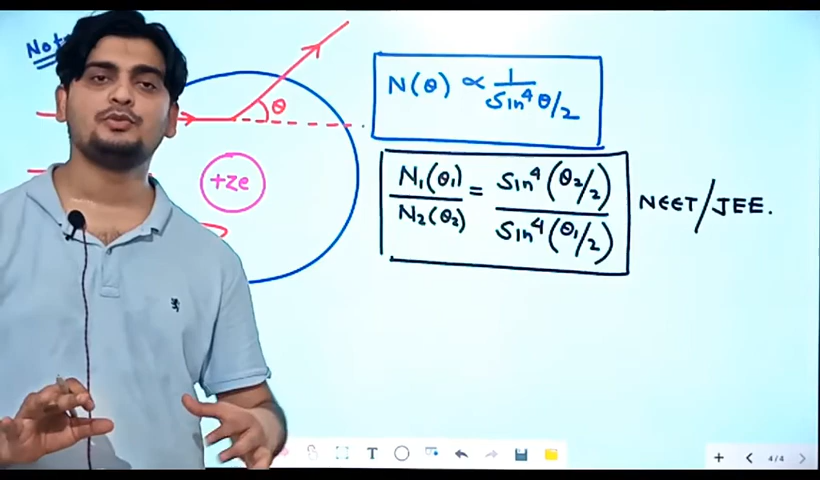 Note
θ
+ze
N(θ) ∝ 1/Sin⁴θ/2
N₁(θ₁)/N₂(θ₂) = Sin⁴(θ₂/2)/Sin⁴(θ₁/2)
NEET/JEE.
T
4/4